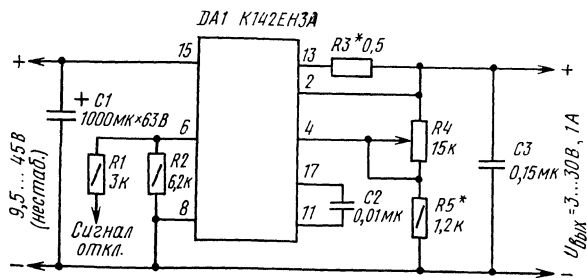 DA1 К142ЕН3А
+
15
13
R3* 0,5
+
2
+
C1
1000мк×63В
6
4
R4
15к
C3
0,15мк
R1
3к
R2
6,2к
17
8
11
C2
0,01мк
R5*
1,2к
Сигнал
откл.
9,5...45В
(нестаб.)
Uвых=3...30В, 1А
−
−